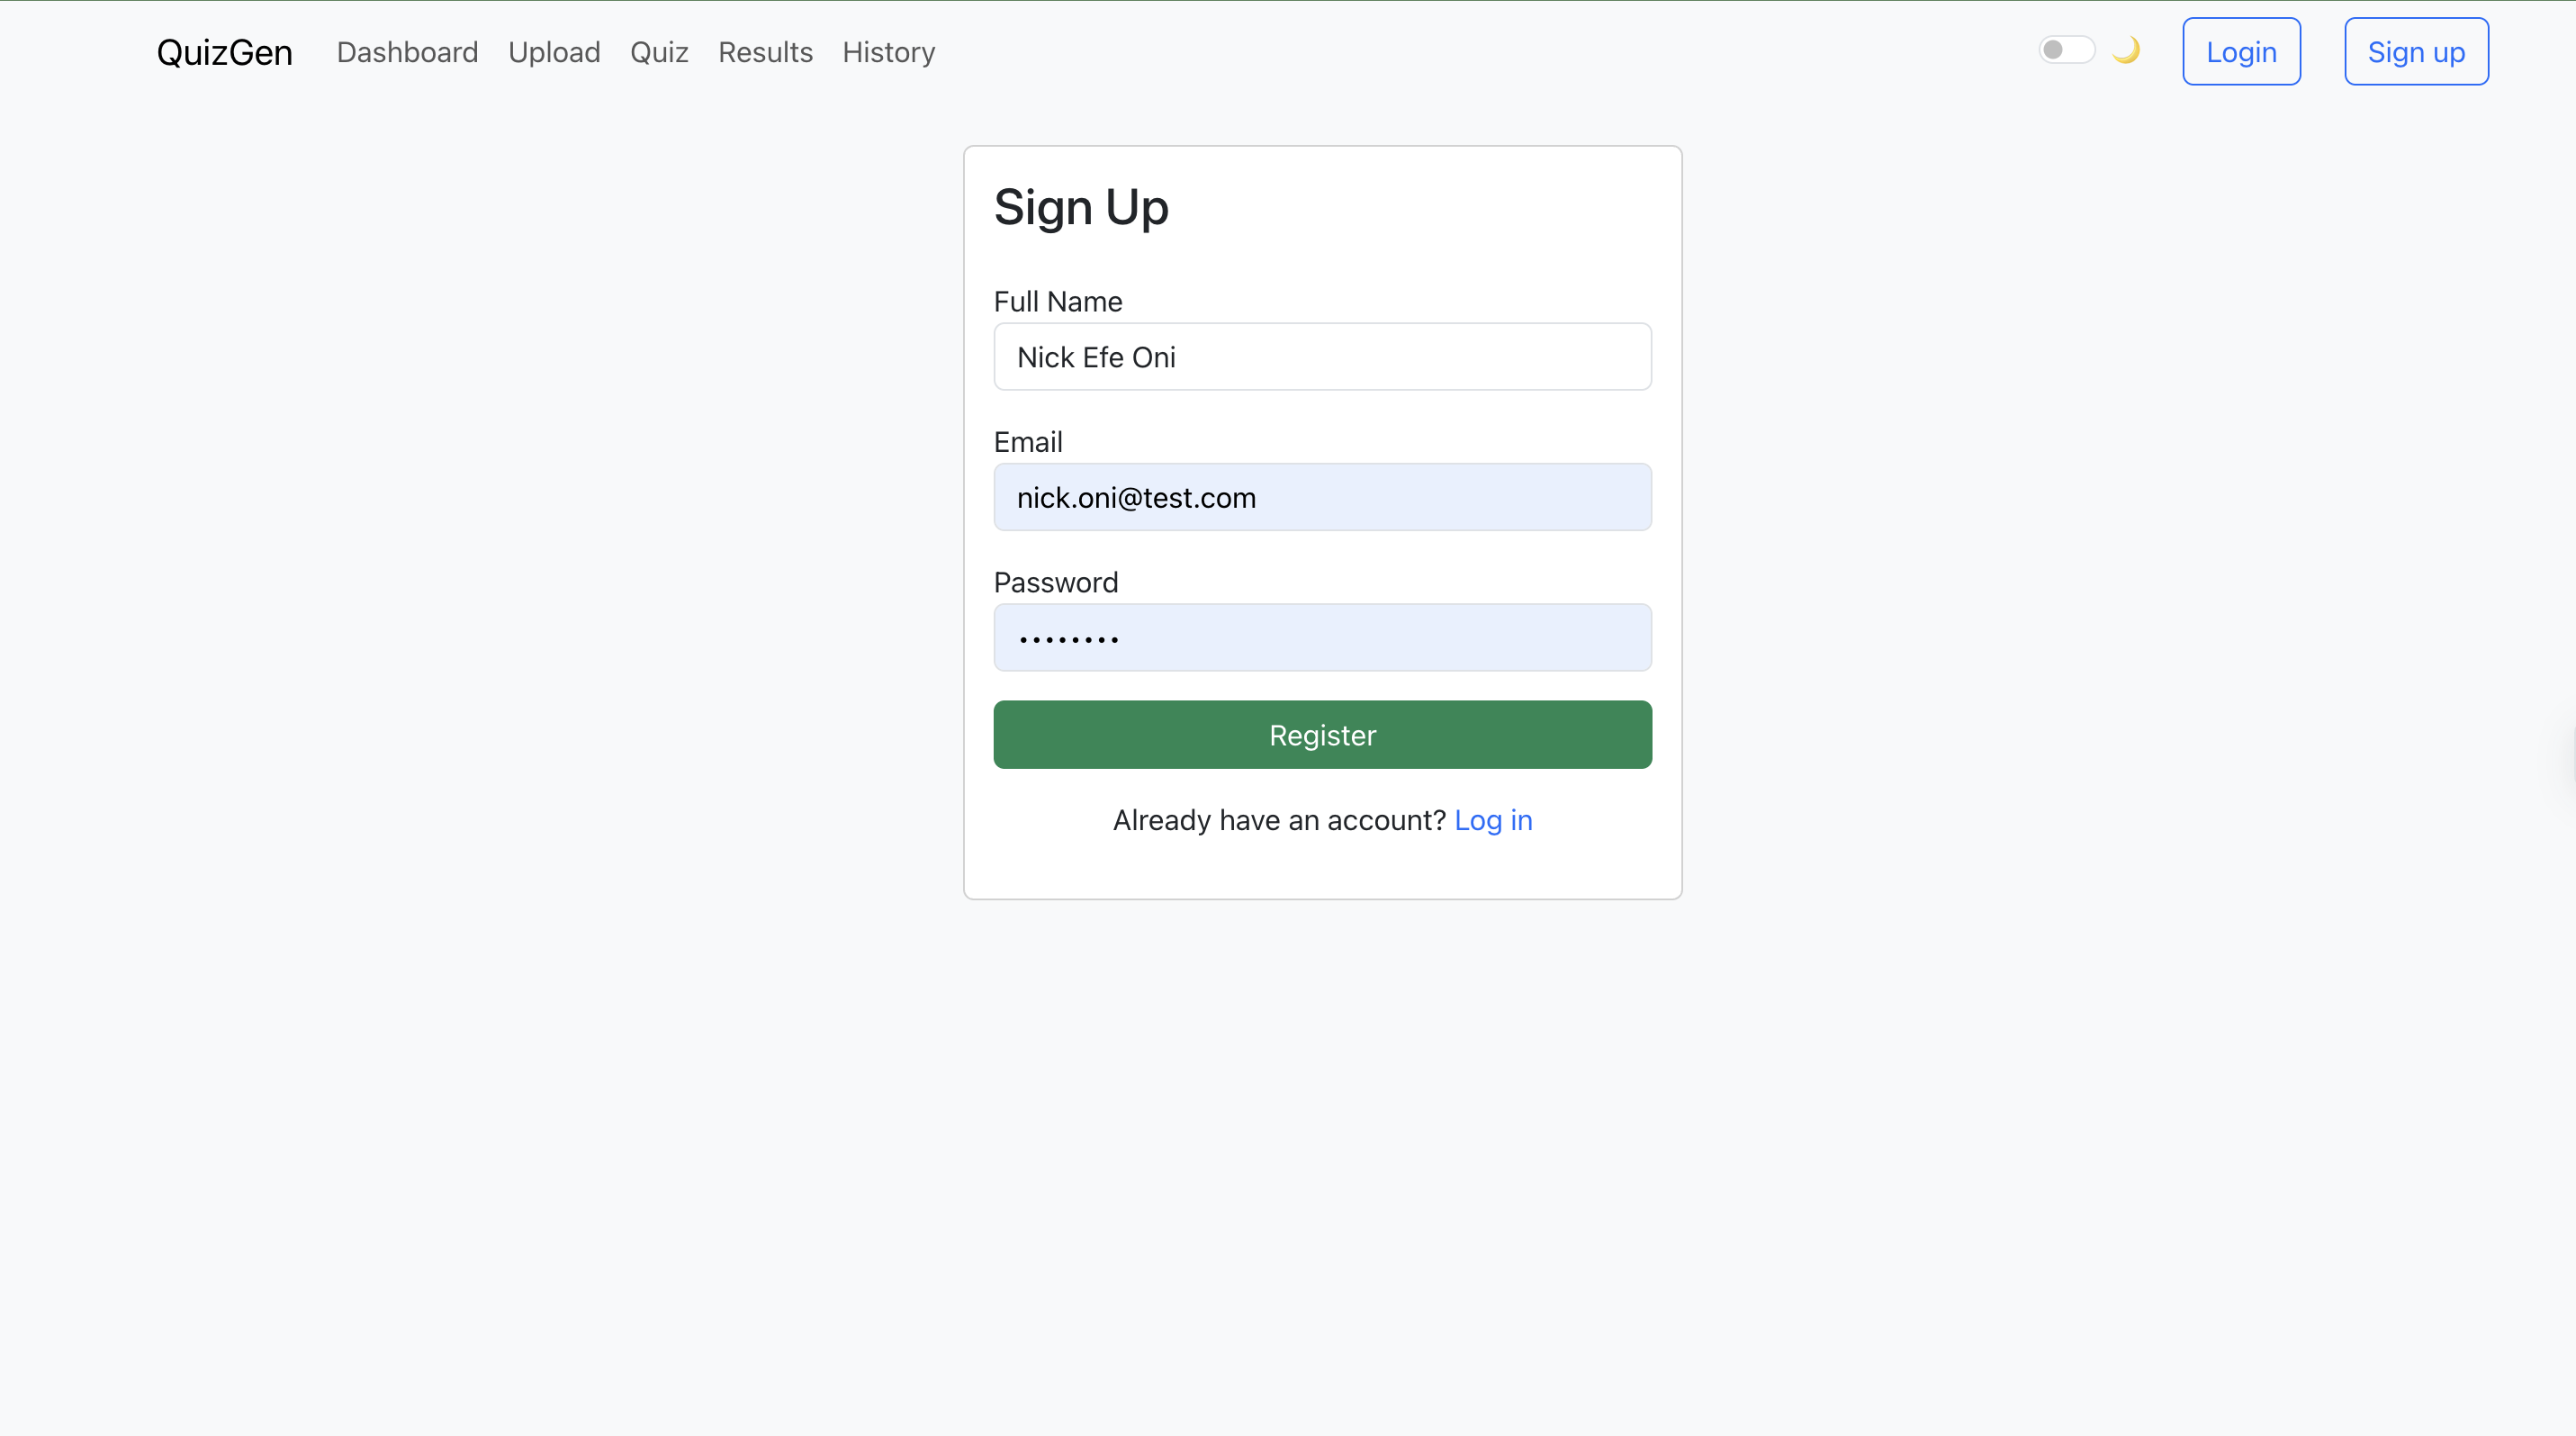 QuizGen Dashboard Upload Quiz Results History 🌙 Login Sign up
Sign Up
Full Name
Nick Efe Oni
Email
nick.oni@test.com
Password
••••••••
Register
Already have an account? Log in